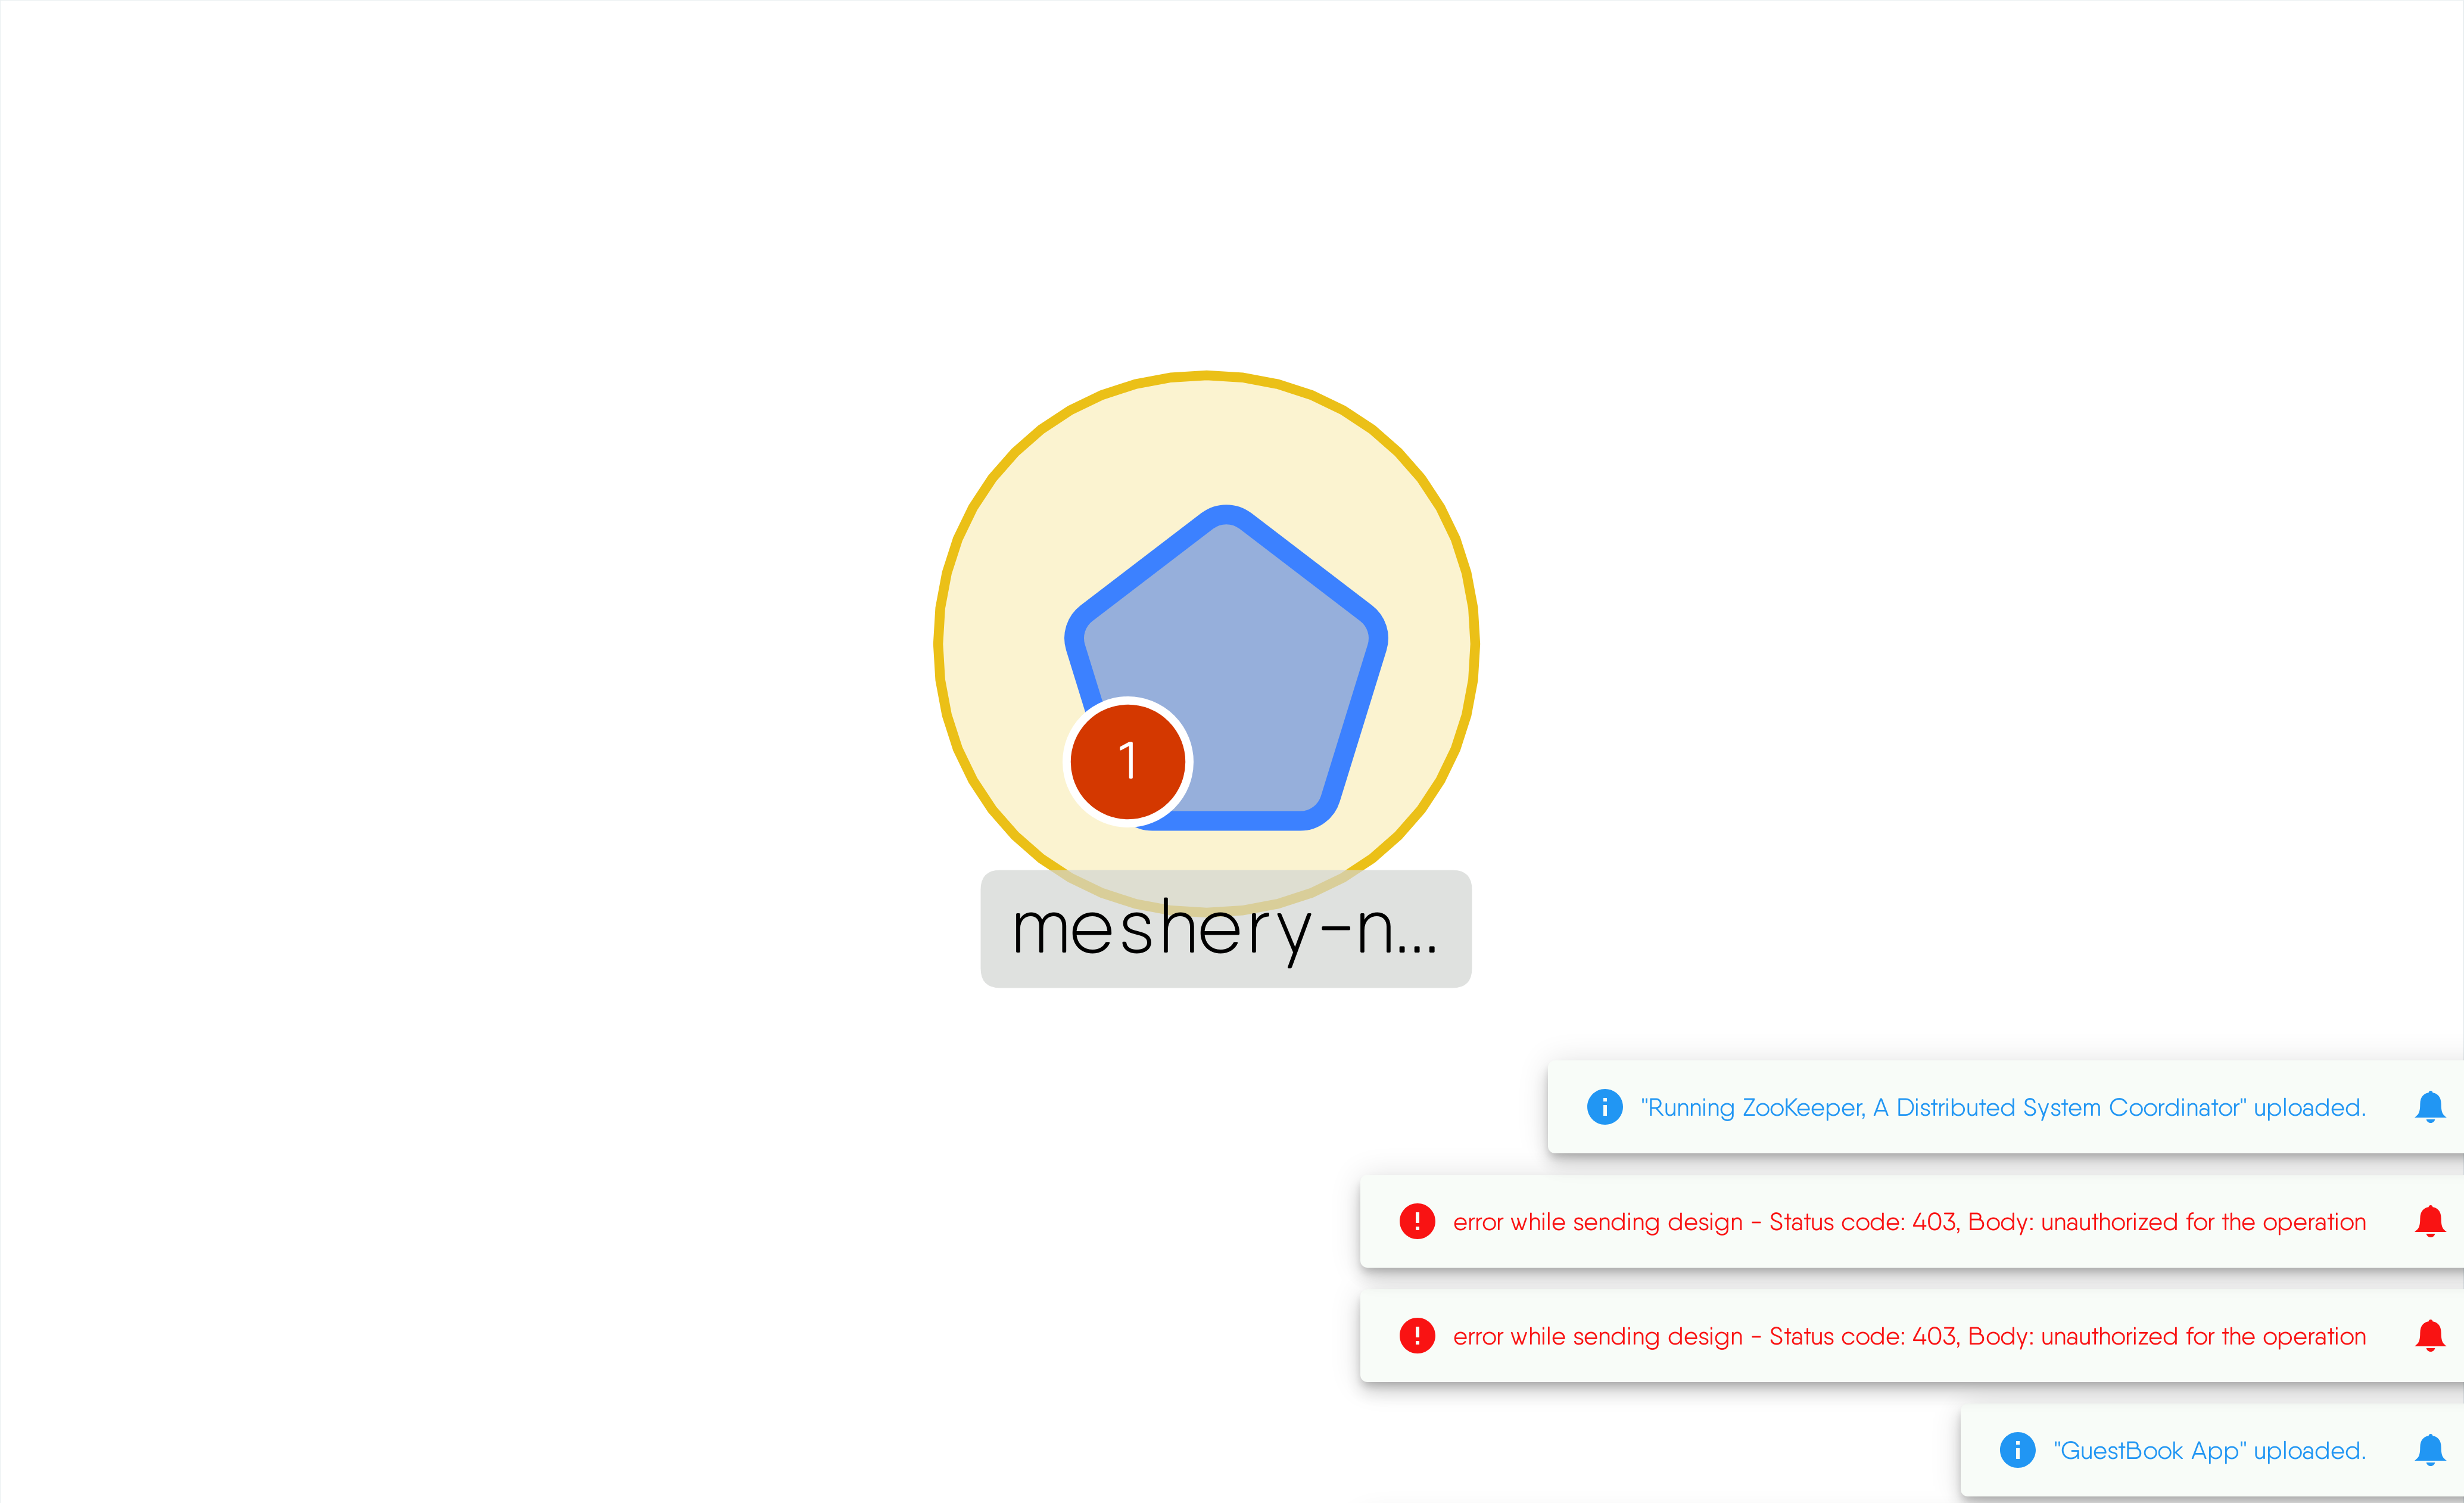 1
meshery-n...
"Running ZooKeeper, A Distributed System Coordinator" uploaded.
error while sending design - Status code: 403, Body: unauthorized for the operation
error while sending design - Status code: 403, Body: unauthorized for the operation
"GuestBook App" uploaded.